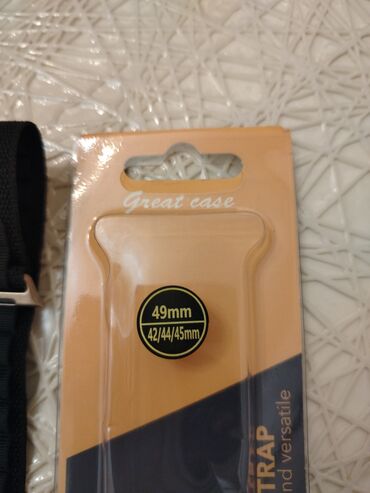 Great case
49mm
42/44/45mm
TRAP
nd versatile